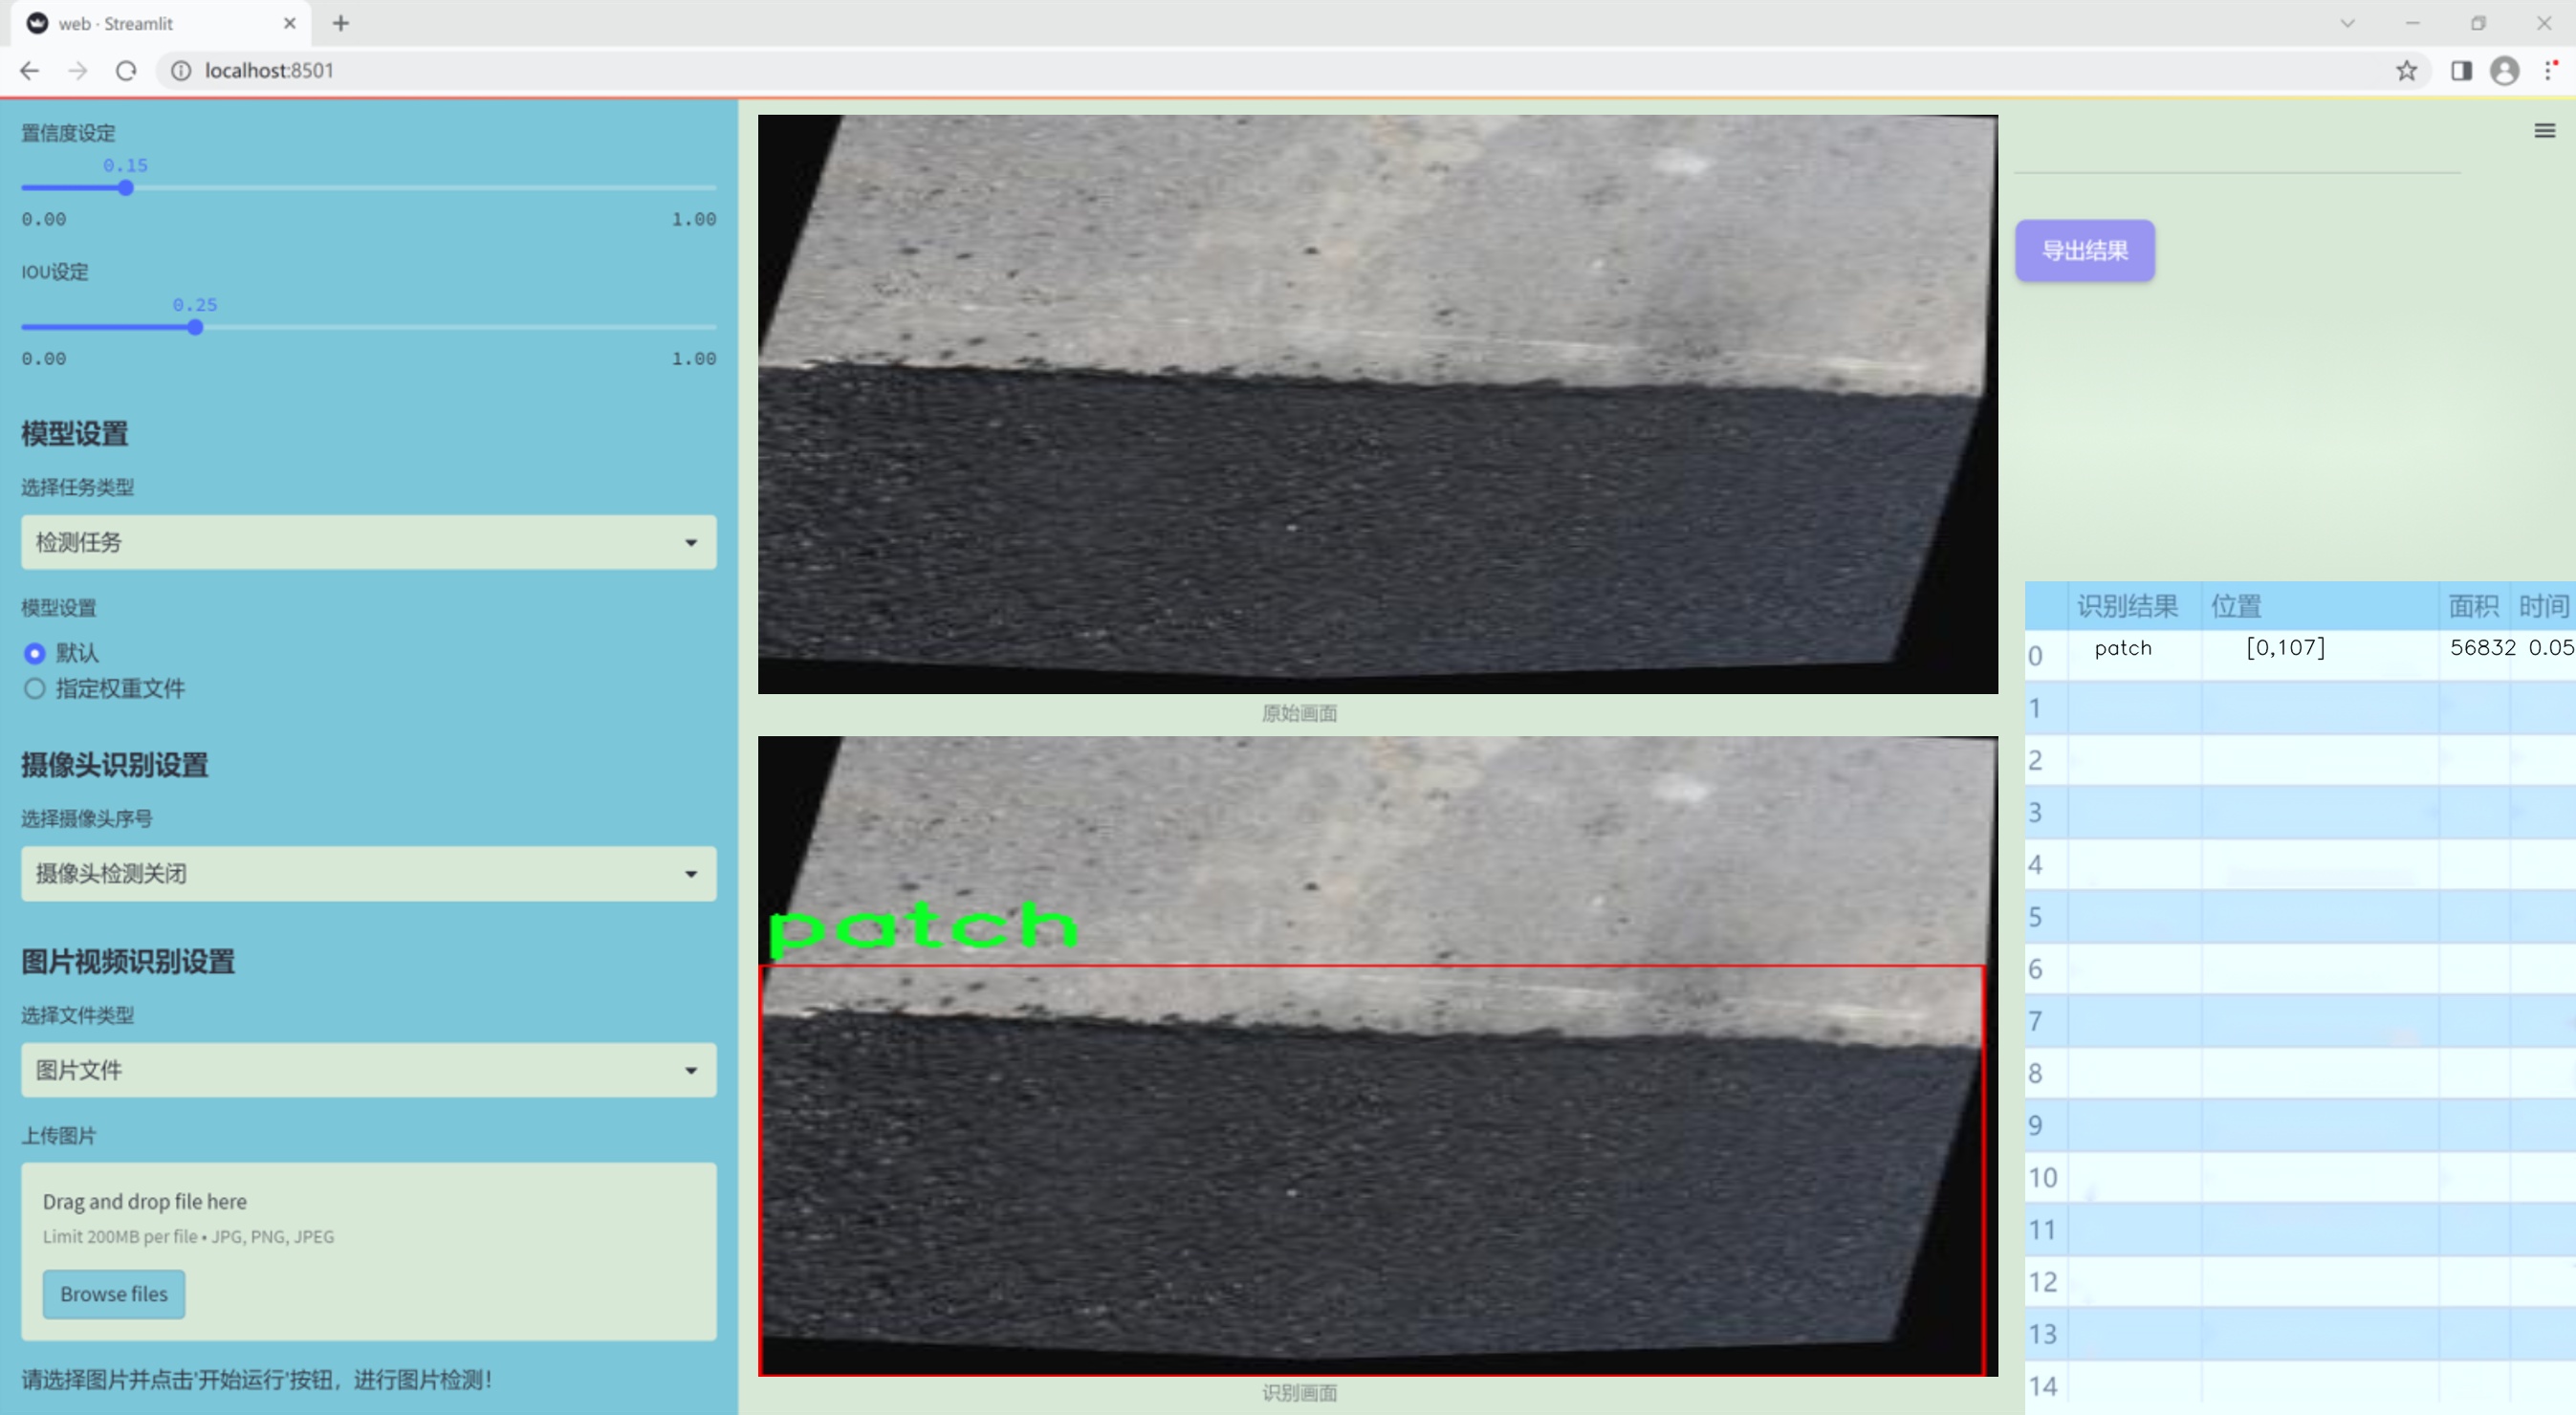 web · Streamlit
localhost:8501
置信度设定
0.15
0.00 1.00
IOU设定
0.25
0.00 1.00
模型设置
选择任务类型
检测任务
模型设置
默认
指定权重文件
摄像头识别设置
选择摄像头序号
摄像头检测关闭
图片视频识别设置
选择文件类型
图片文件
上传图片
Drag and drop file here
Limit 200MB per file • JPG, PNG, JPEG
Browse files
请选择图片并点击'开始运行'按钮，进行图片检测！
原始画面
patch
识别画面
导出结果
识别结果 位置 面积 时间
0 patch [0,107] 56832 0.05
1
2
3
4
5
6
7
8
9
10
11
12
13
14